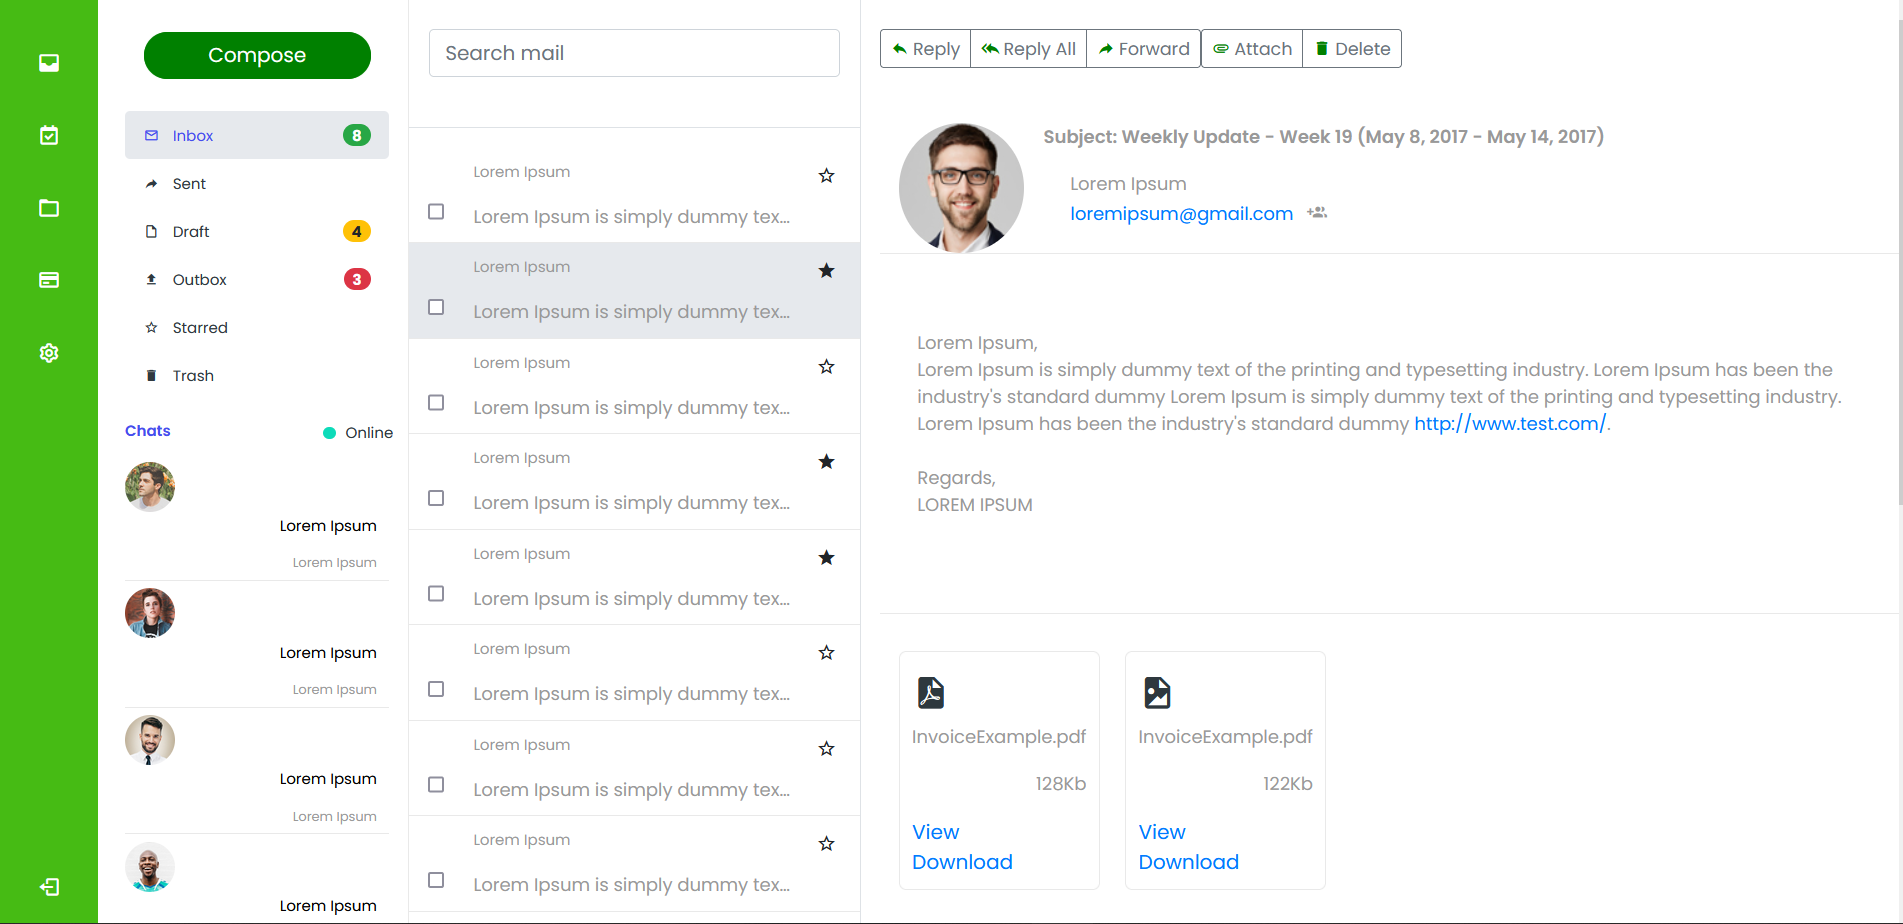 Compose
Inbox 8
Sent
Draft 4
Outbox 3
Starred
Trash
Chats Online
Lorem Ipsum
Lorem Ipsum
Lorem Ipsum
Lorem Ipsum
Lorem Ipsum
Lorem Ipsum
Lorem Ipsum
Search mail
Lorem Ipsum
Lorem Ipsum is simply dummy tex...
Lorem Ipsum
Lorem Ipsum is simply dummy tex...
Lorem Ipsum
Lorem Ipsum is simply dummy tex...
Lorem Ipsum
Lorem Ipsum is simply dummy tex...
Lorem Ipsum
Lorem Ipsum is simply dummy tex...
Lorem Ipsum
Lorem Ipsum is simply dummy tex...
Lorem Ipsum
Lorem Ipsum is simply dummy tex...
Lorem Ipsum
Lorem Ipsum is simply dummy tex...
Reply Reply All Forward Attach Delete
Subject: Weekly Update - Week 19 (May 8, 2017 - May 14, 2017)
Lorem Ipsum
loremipsum@gmail.com
Lorem Ipsum,
Lorem Ipsum is simply dummy text of the printing and typesetting industry. Lorem Ipsum has been the
industry's standard dummy Lorem Ipsum is simply dummy text of the printing and typesetting industry.
Lorem Ipsum has been the industry's standard dummy http://www.test.com/.
Regards,
LOREM IPSUM
InvoiceExample.pdf
128Kb
View
Download
InvoiceExample.pdf
122Kb
View
Download